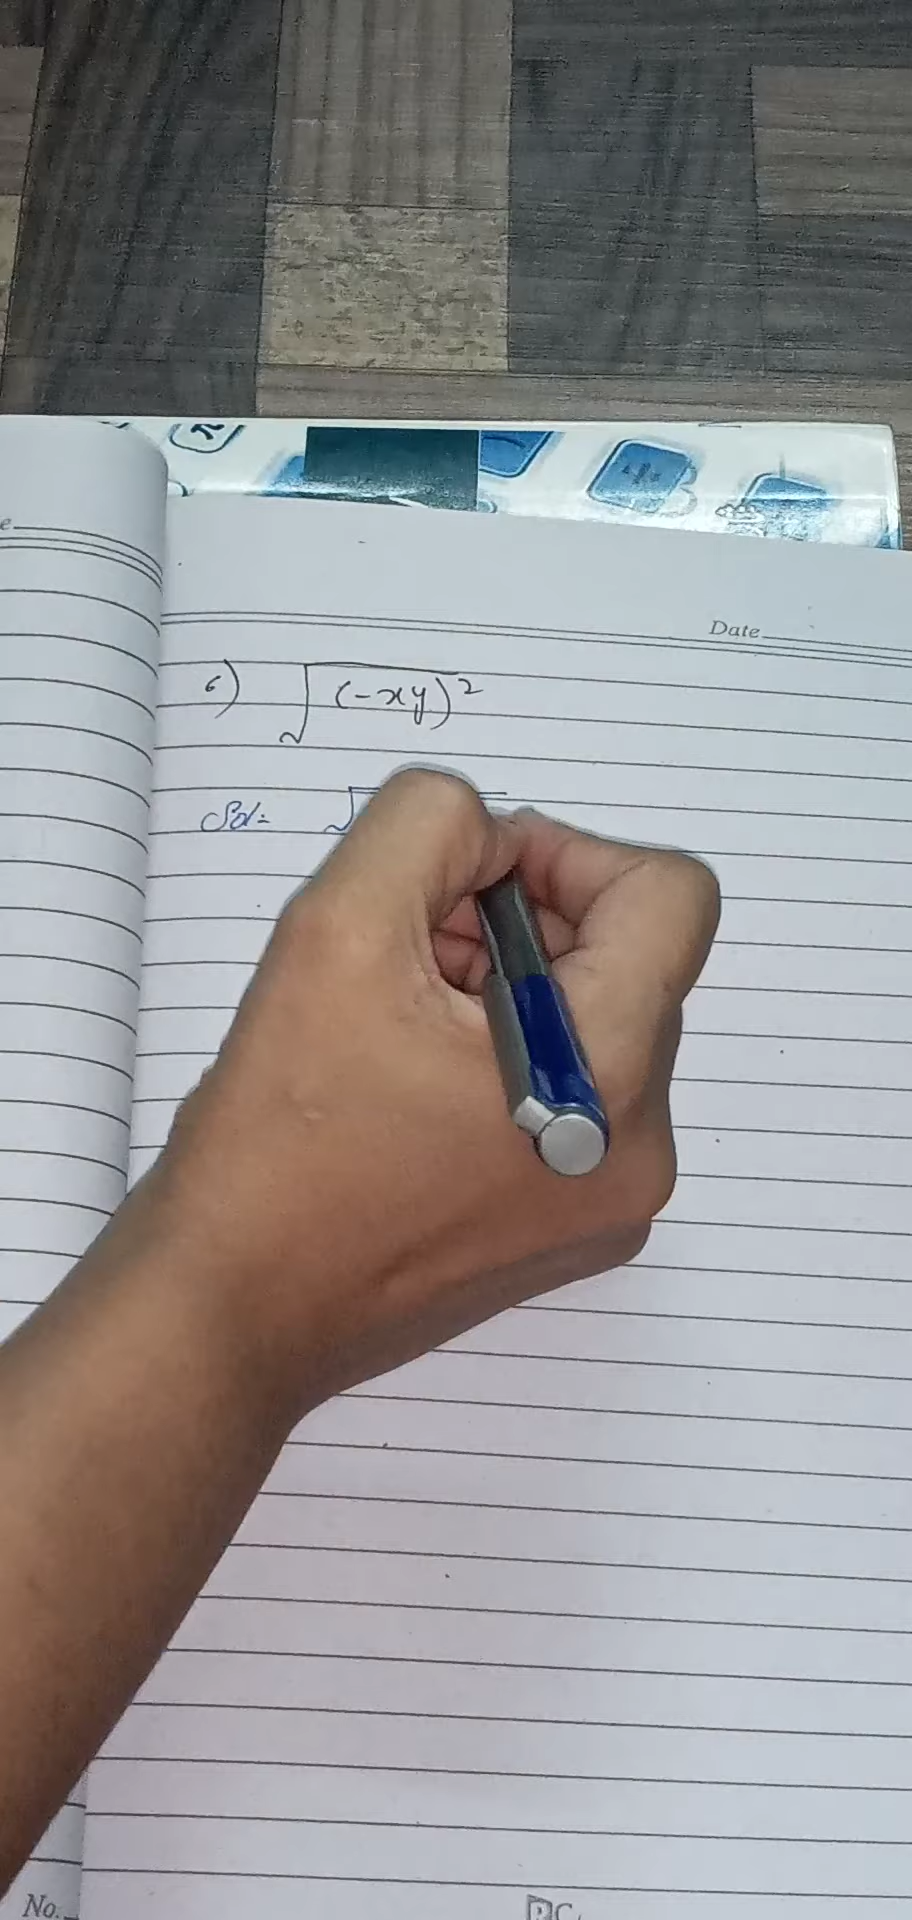 Date
6) √(-xy)²
Sol:- √
No.